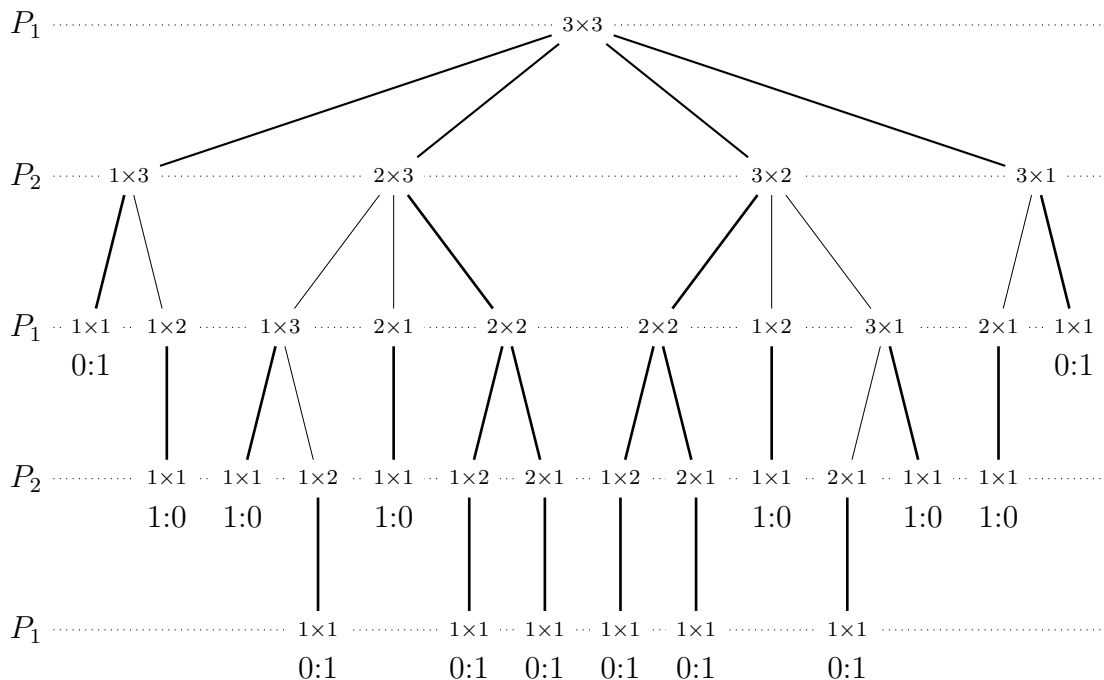 P₁ 3×3
P₂ 1×3 2×3 3×2 3×1
P₁ 1×1 1×2 1×3 2×1 2×2 2×2 1×2 3×1 2×1 1×1
0:1 0:1
P₂ 1×1 1×1 1×2 1×1 1×2 2×1 1×2 2×1 1×1 2×1 1×1 1×1
1:0 1:0 1:0 1:0 1:0 1:0
P₁ 1×1 1×1 1×1 1×1 1×1 1×1
0:1 0:1 0:1 0:1 0:1 0:1